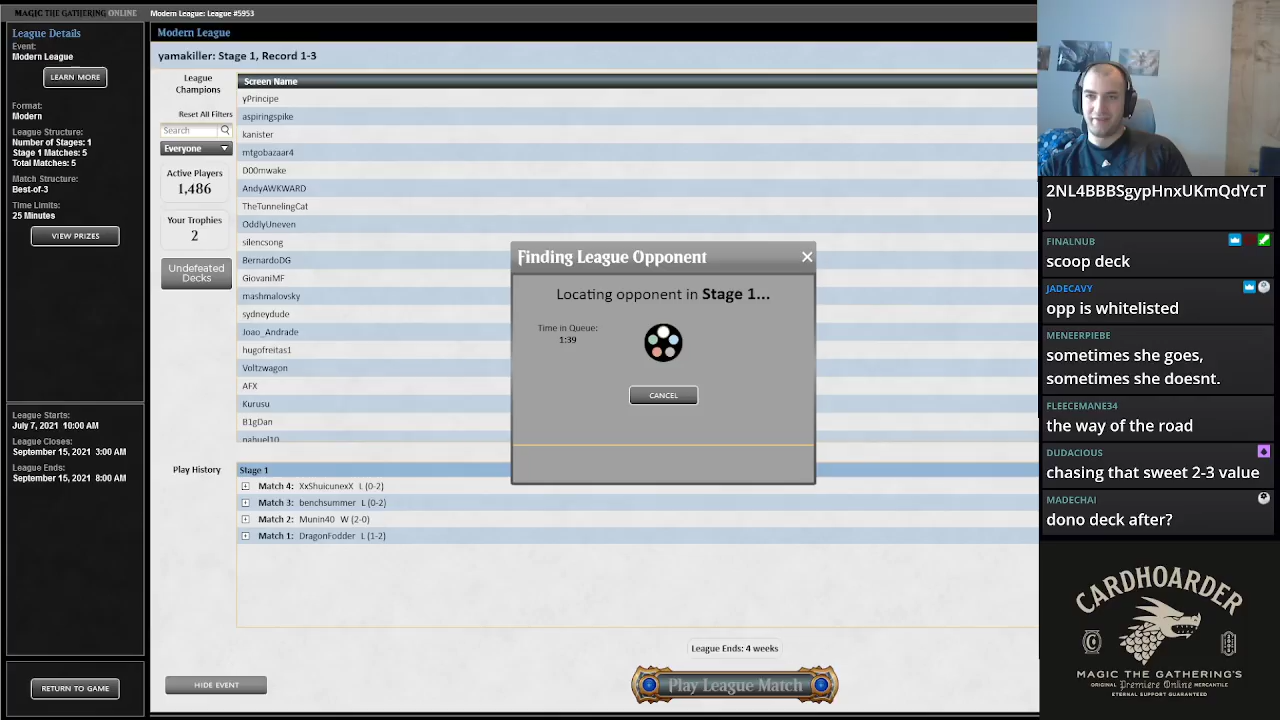 MAGIC THE GATHERING ONLINE
Modern League: League #5953
League Details
Event:
Modern League
LEARN MORE
Format:
Modern
League Structure:
Number of Stages: 1
Stage 1 Matches: 5
Total Matches: 5
Match Structure:
Best-of-3
Time Limits:
25 Minutes
VIEW PRIZES
League Starts:
July 7, 2021 10:00 AM
League Closes:
September 15, 2021 3:00 AM
League Ends:
September 15, 2021 8:00 AM
RETURN TO GAME
Modern League
yamakiller: Stage 1, Record 1-3
League
Champions
Reset All Filters
Search
Everyone
Active Players
1,486
Your Trophies
2
Undefeated
Decks
Screen Name
yPrincipe
aspiringspike
kanister
mtgobazaar4
D00mwake
AndyAWKWARD
TheTunnelingCat
OddlyUneven
silencsong
BernardoDG
GiovaniMF
mashmalovsky
sydneydude
Joao_Andrade
hugofreitas1
Voltzwagon
AFX
Kurusu
B1gDan
nahuel10
Finding League Opponent
Locating opponent in Stage 1...
Time in Queue:
1:39
CANCEL
Play History
Stage 1
Match 4: XxShuicunexX L (0-2)
Match 3: benchsummer L (0-2)
Match 2: Munin40 W (2-0)
Match 1: DragonFodder L (1-2)
League Ends: 4 weeks
HIDE EVENT
Play League Match
2NL4BBBSgypHnxUKmQdYcT
)
FINALNUB
scoop deck
JADECAVY
opp is whitelisted
MENEERPIEBE
sometimes she goes,
sometimes she doesnt.
FLEECEMANE34
the way of the road
DUDACIOUS
chasing that sweet 2-3 value
MADECHAI
dono deck after?
CARDHOARDER
MAGIC THE GATHERING'S
ORIGINAL Premiere Online MERCANTILE
ETERNAL SUPPORT GUARANTEED